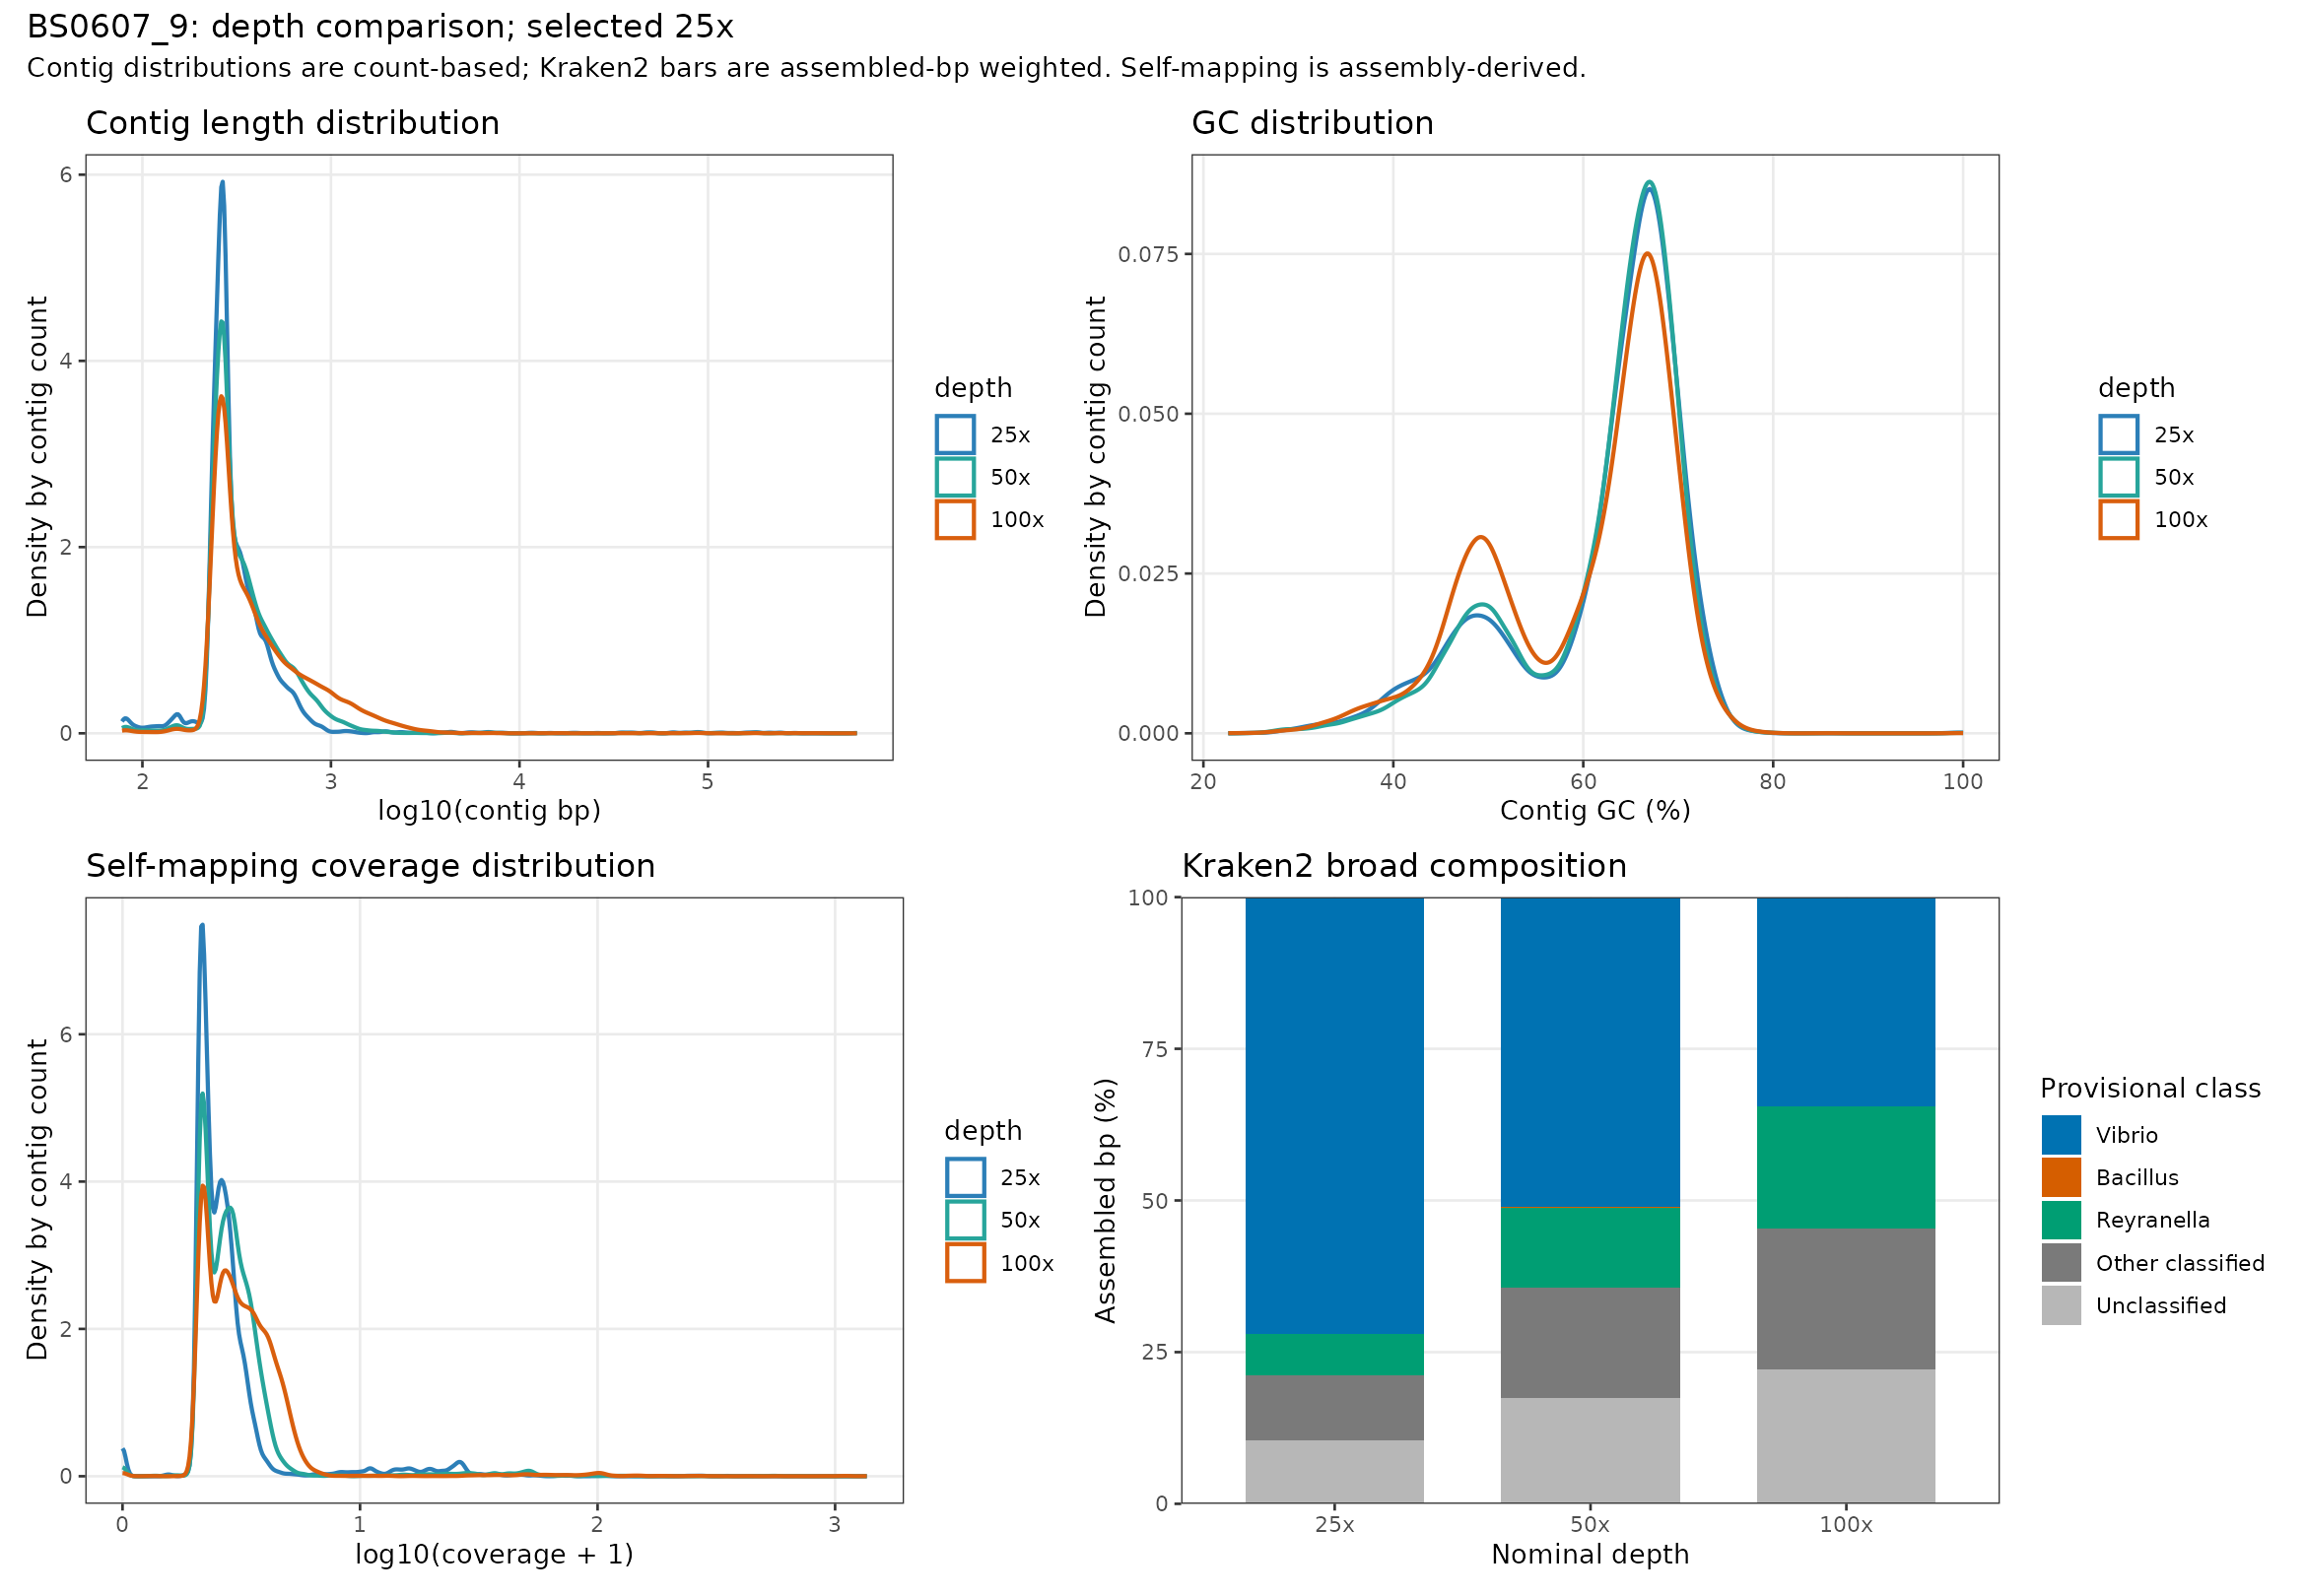 BS0607_9: depth comparison; selected 25x
Contig distributions are count-based; Kraken2 bars are assembled-bp weighted. Self-mapping is assembly-derived.
Contig length distribution
Density by contig count
6
4
2
0
2
3
4
5
log10(contig bp)
depth
25x
50x
100x
GC distribution
Density by contig count
0.075
0.050
0.025
0.000
20
40
60
80
100
Contig GC (%)
depth
25x
50x
100x
Self-mapping coverage distribution
Density by contig count
6
4
2
0
0
1
2
3
log10(coverage + 1)
depth
25x
50x
100x
Kraken2 broad composition
Assembled bp (%)
100
75
50
25
0
25x
50x
100x
Nominal depth
Provisional class
Vibrio
Bacillus
Reyranella
Other classified
Unclassified